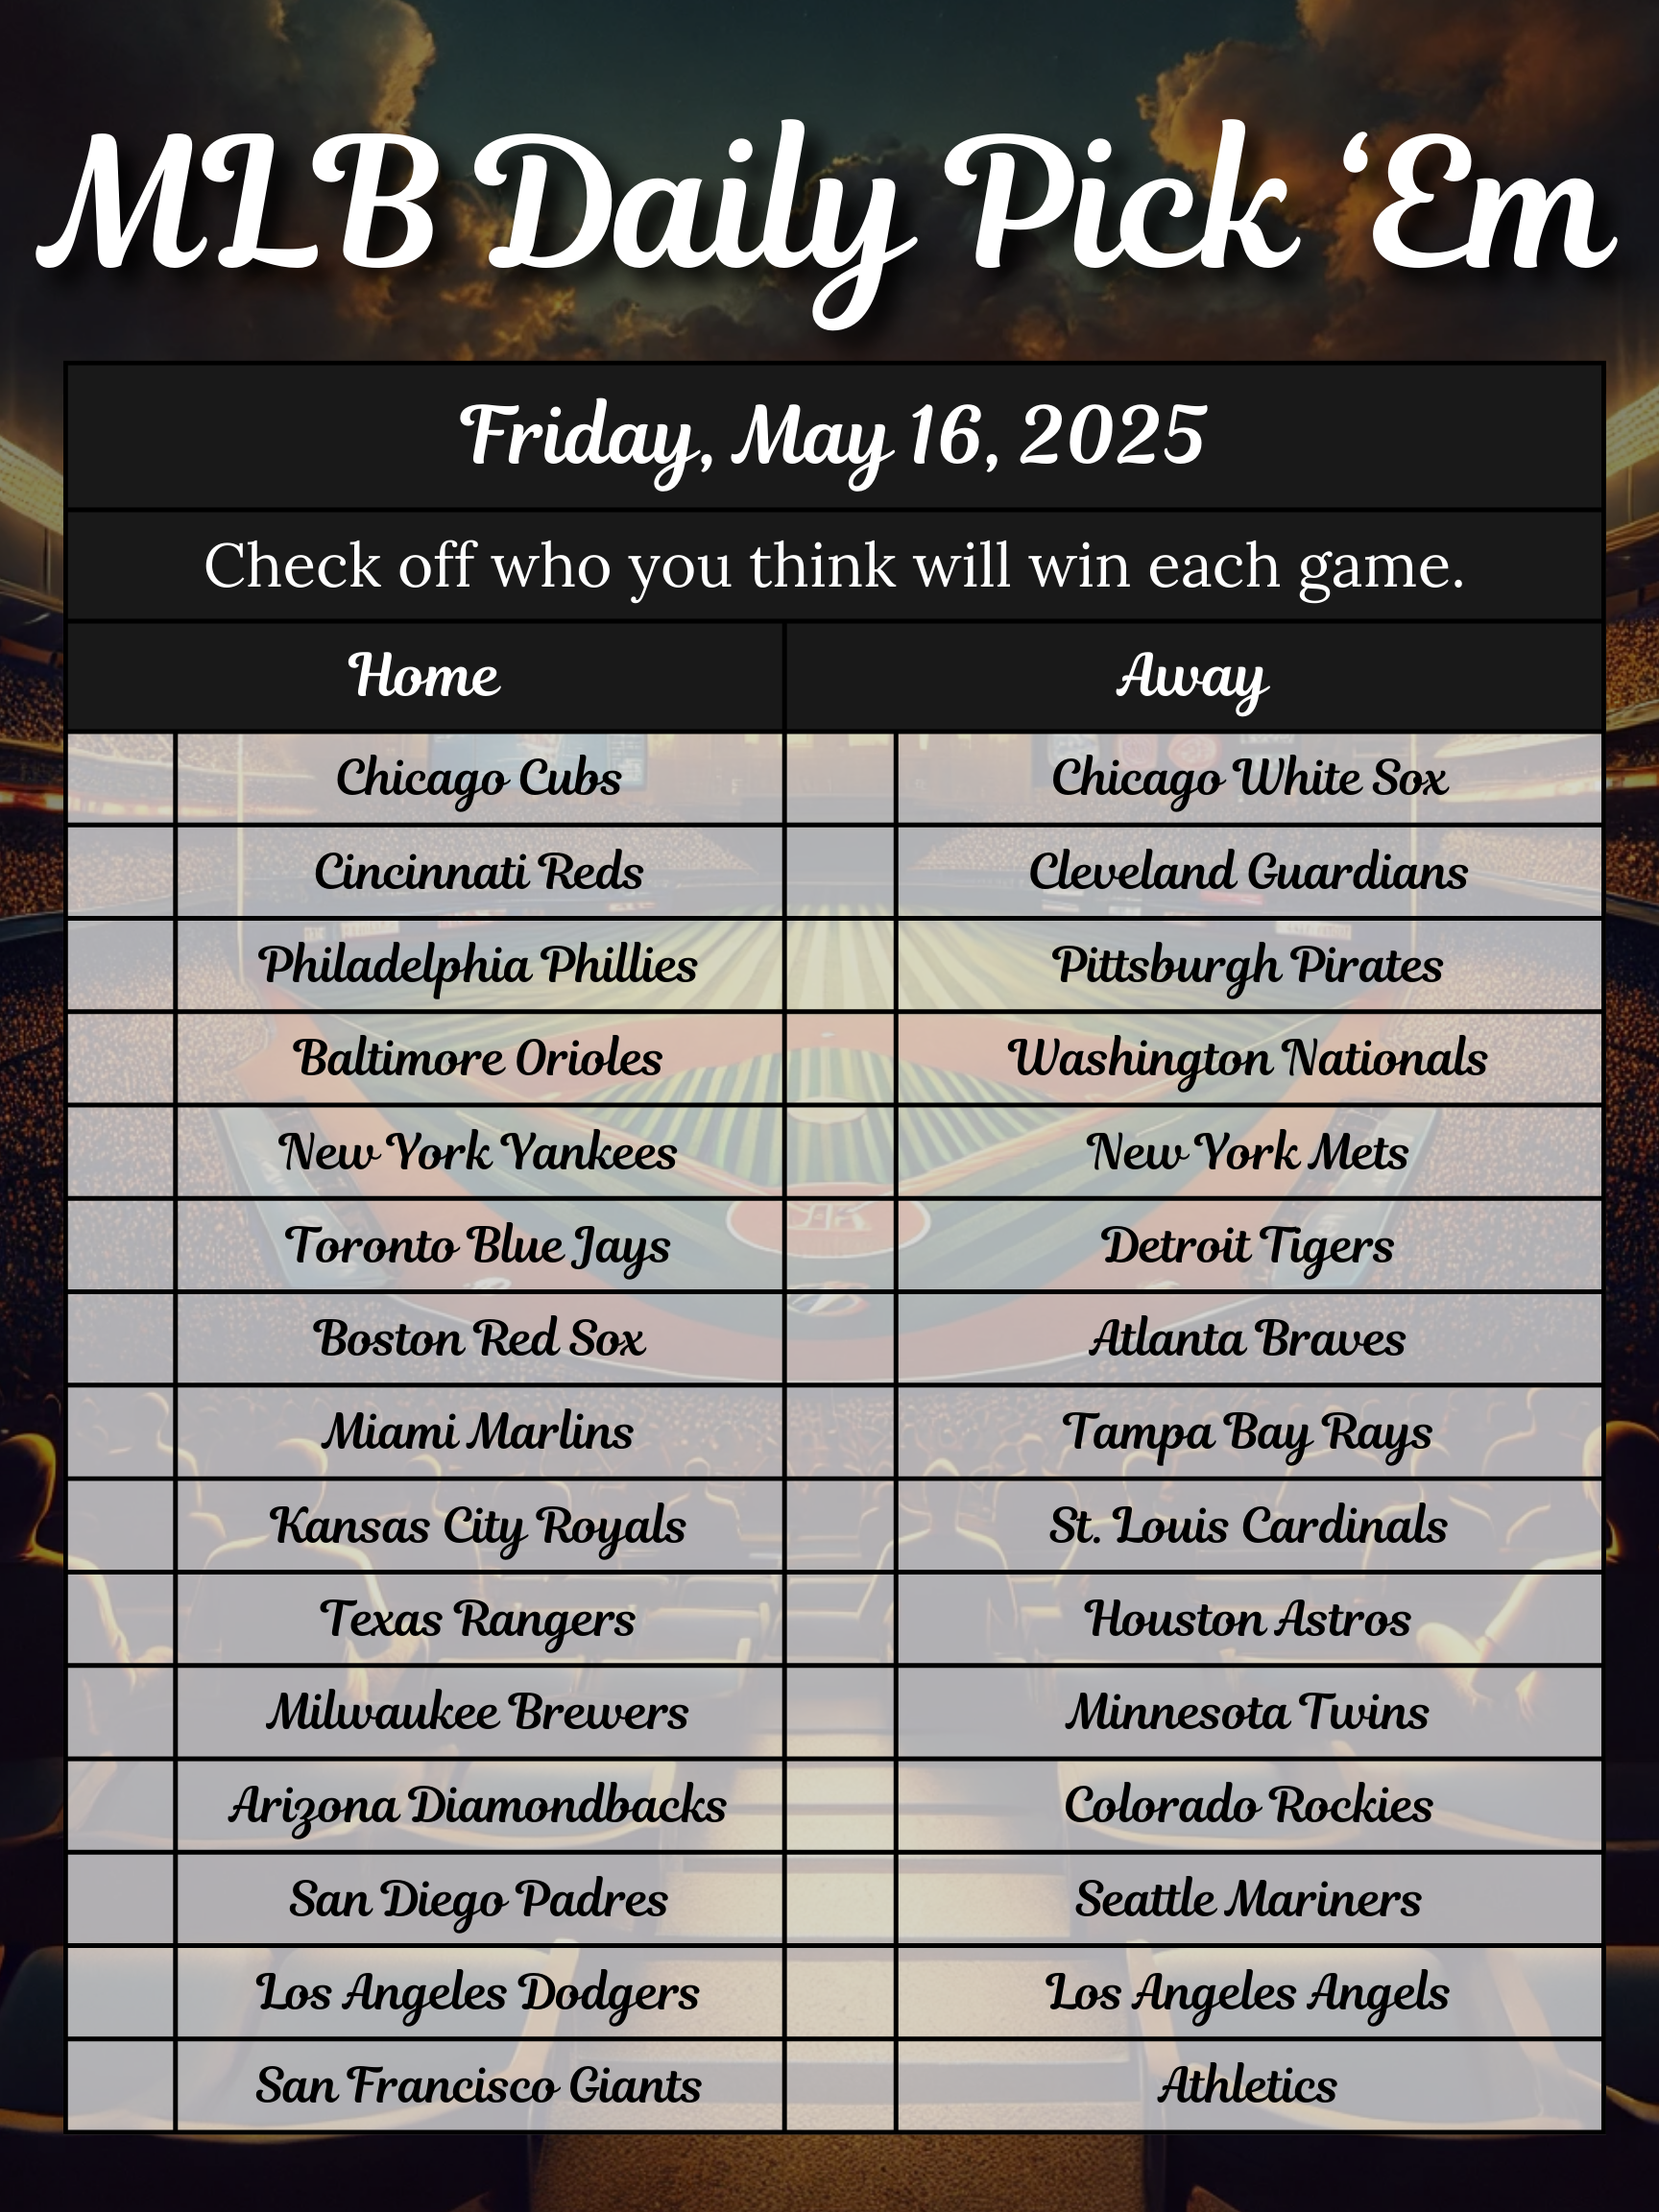 MLB Daily Pick ‘Em
Friday, May 16, 2025
Check off who you think will win each game.
Home Away
Chicago Cubs Chicago White Sox
Cincinnati Reds Cleveland Guardians
Philadelphia Phillies Pittsburgh Pirates
Baltimore Orioles Washington Nationals
New York Yankees New York Mets
Toronto Blue Jays Detroit Tigers
Boston Red Sox Atlanta Braves
Miami Marlins Tampa Bay Rays
Kansas City Royals St. Louis Cardinals
Texas Rangers Houston Astros
Milwaukee Brewers Minnesota Twins
Arizona Diamondbacks Colorado Rockies
San Diego Padres Seattle Mariners
Los Angeles Dodgers Los Angeles Angels
San Francisco Giants Athletics